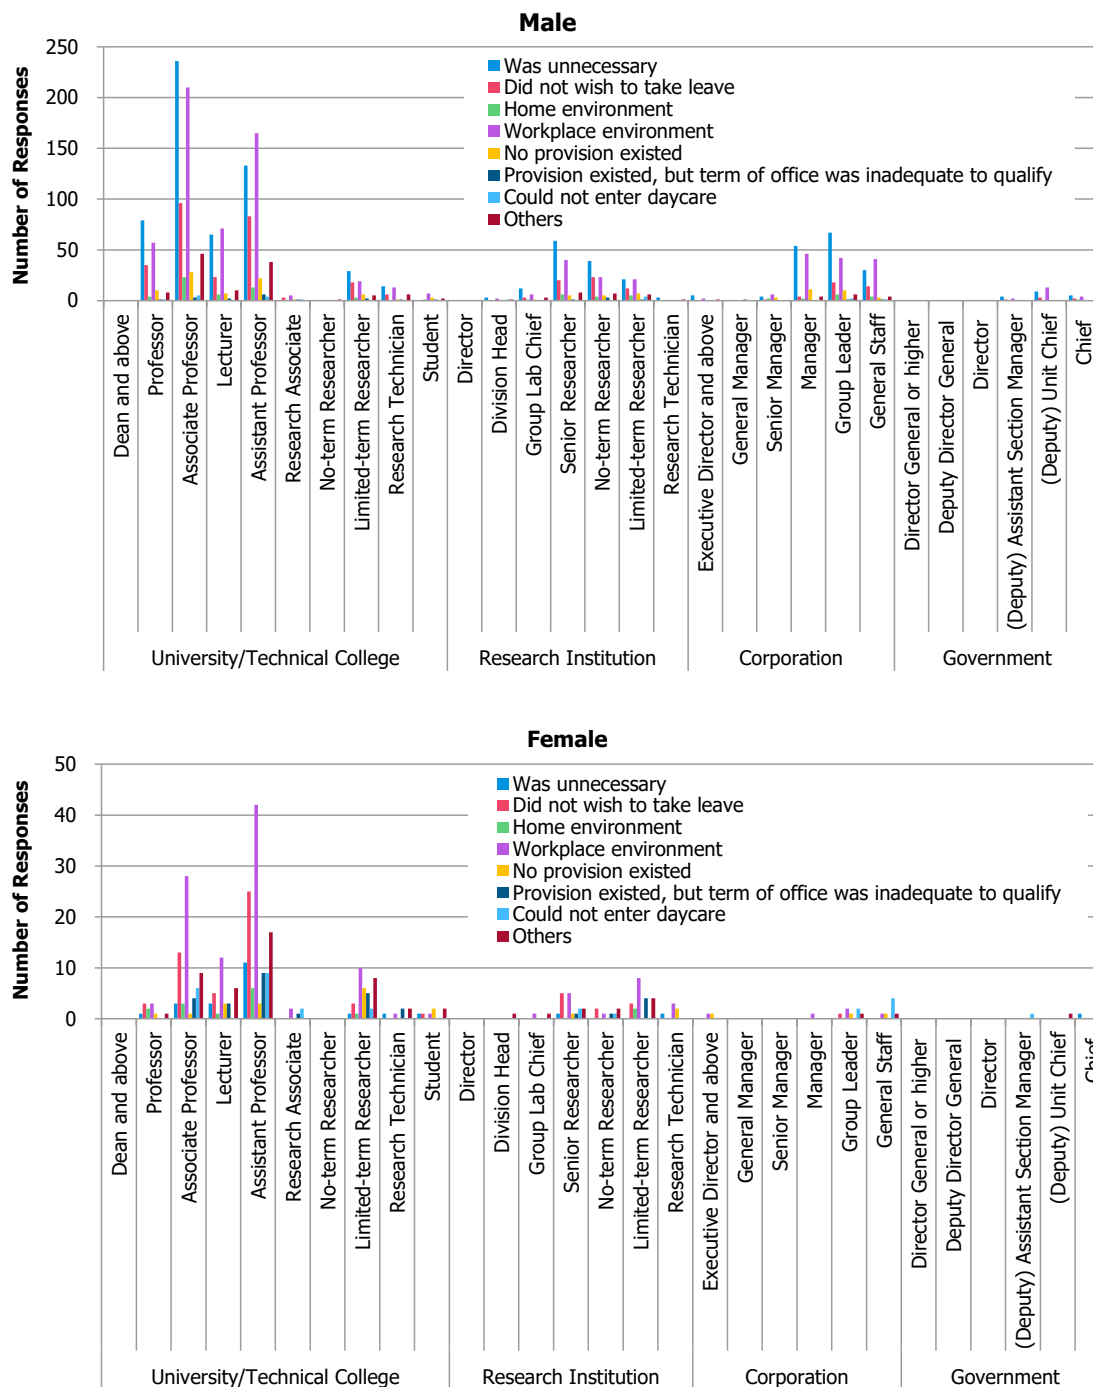 Male
Number of Responses
250
200
150
100
50
0
Was unnecessary
Did not wish to take leave
Home environment
Workplace environment
No provision existed
Provision existed, but term of office was inadequate to qualify
Could not enter daycare
Others
Dean and above
Professor
Associate Professor
Lecturer
Assistant Professor
Research Associate
No-term Researcher
Limited-term Researcher
Research Technician
Student
Director
Division Head
Group Lab Chief
Senior Researcher
No-term Researcher
Limited-term Researcher
Research Technician
Executive Director and above
General Manager
Senior Manager
Manager
Group Leader
General Staff
Director General or higher
Deputy Director General
Director
(Deputy) Assistant Section Manager
(Deputy) Unit Chief
Chief
University/Technical College
Research Institution
Corporation
Government
Female
Number of Responses
50
40
30
20
10
0
Was unnecessary
Did not wish to take leave
Home environment
Workplace environment
No provision existed
Provision existed, but term of office was inadequate to qualify
Could not enter daycare
Others
Dean and above
Professor
Associate Professor
Lecturer
Assistant Professor
Research Associate
No-term Researcher
Limited-term Researcher
Research Technician
Student
Director
Division Head
Group Lab Chief
Senior Researcher
No-term Researcher
Limited-term Researcher
Research Technician
Executive Director and above
General Manager
Senior Manager
Manager
Group Leader
General Staff
Director General or higher
Deputy Director General
Director
(Deputy) Assistant Section Manager
(Deputy) Unit Chief
Chief
University/Technical College
Research Institution
Corporation
Government